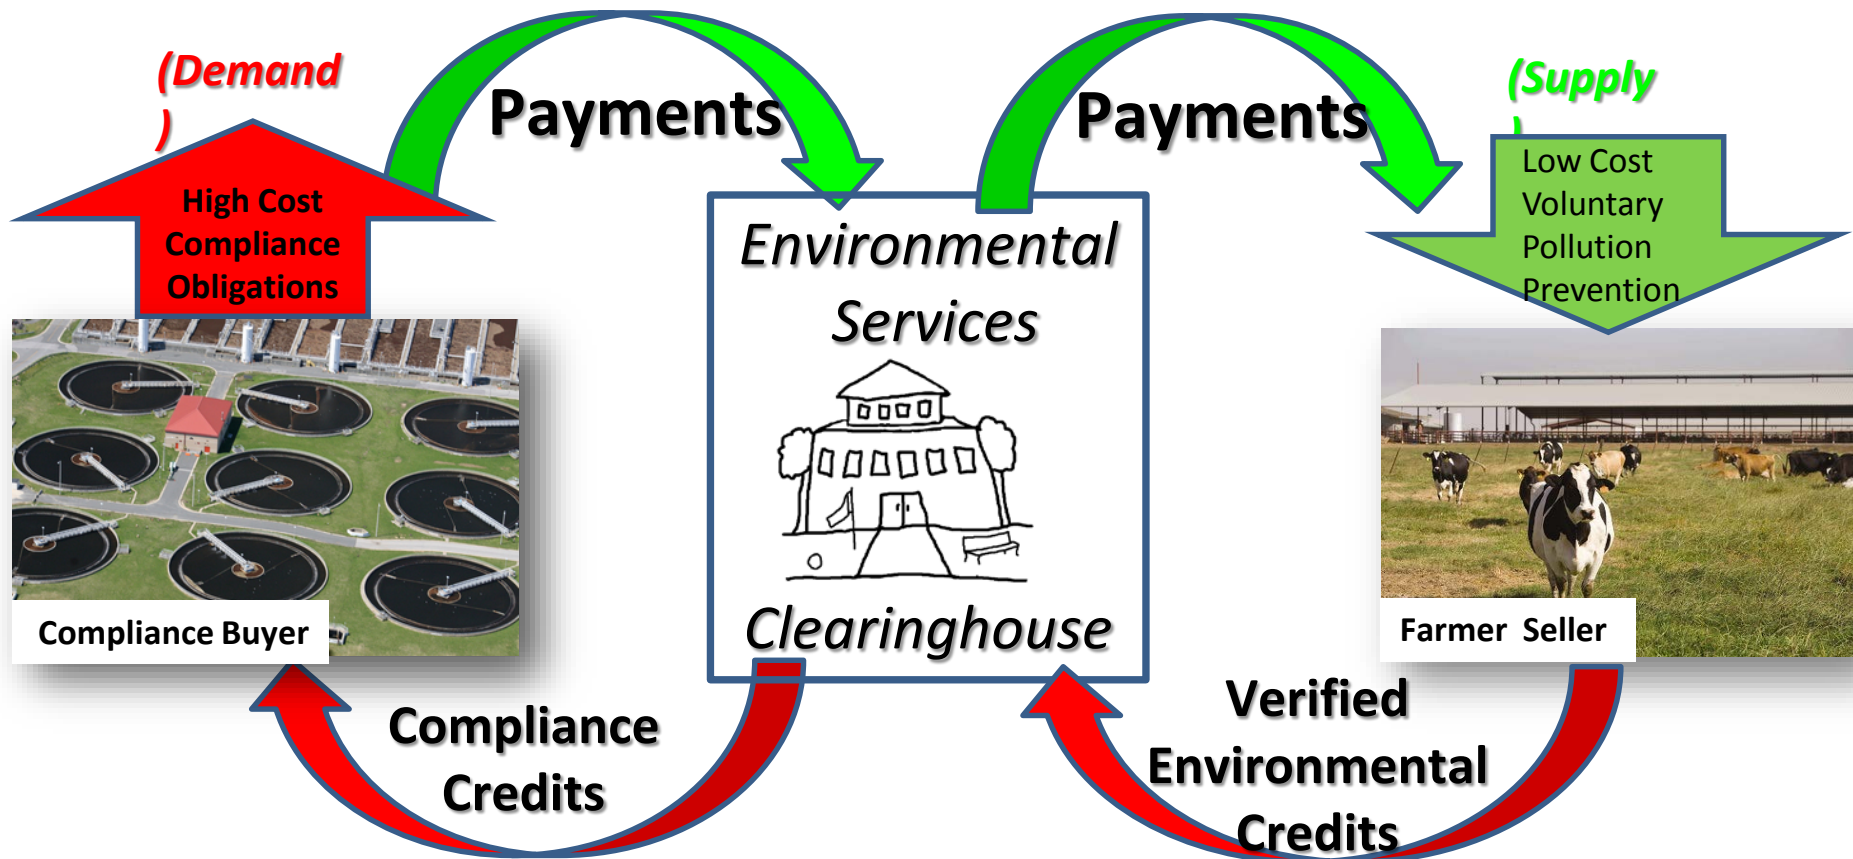 (Demand
)
High Cost
Compliance
Obligations
Payments
Payments
(Supply
)
Low Cost
Voluntary
Pollution
Prevention
Environmental
Services
Clearinghouse
Compliance Buyer
Farmer Seller
Compliance
Credits
Verified
Environmental
Credits